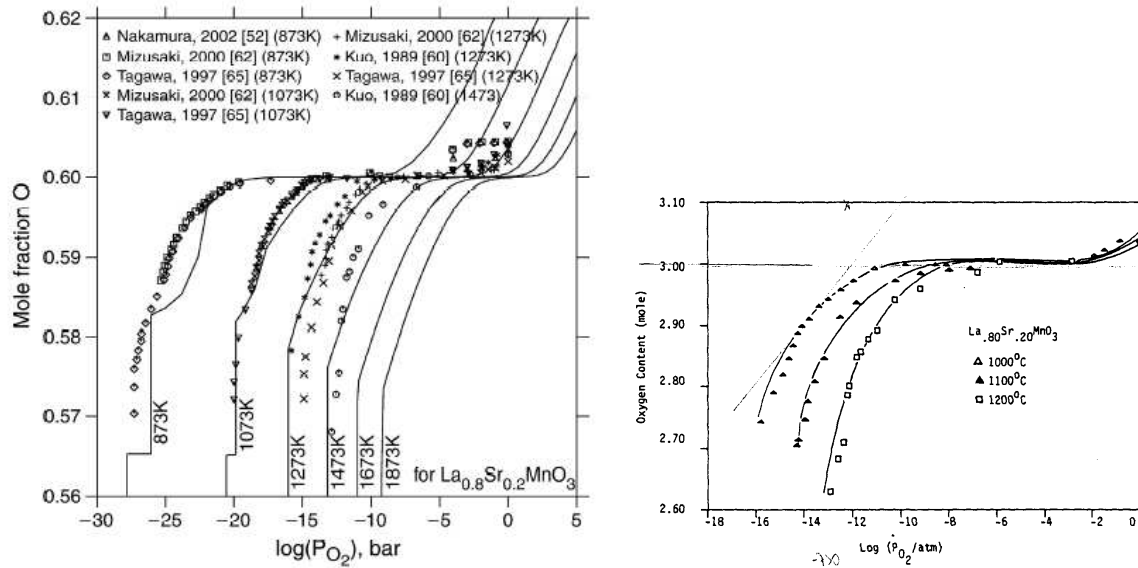 0.62
0.61
0.60
0.59
0.58
0.57
0.56
Mole fraction O
Nakamura, 2002 [52] (873K)
Mizusaki, 2000 [62] (873K)
Tagawa, 1997 [65] (873K)
Mizusaki, 2000 [62] (1073K)
Tagawa, 1997 [65] (1073K)
Mizusaki, 2000 [62] (1273K)
Kuo, 1989 [60] (1273K)
Tagawa, 1997 [65] (1273K)
Kuo, 1989 [60] (1473)
873K
1073K
1273K
1473K
1673K
1873K
for La0.8Sr0.2MnO3
−30 −25 −20 −15 −10 −5 0 5
log(PO2), bar
3.10
3.00
2.90
2.80
2.70
2.60
Oxygen Content (mole)
La.80Sr.20MnO3
1000°C
1100°C
1200°C
-18 -16 -14 -12 -10 -8 -6 -4 -2 0
Log (PO2/atm)